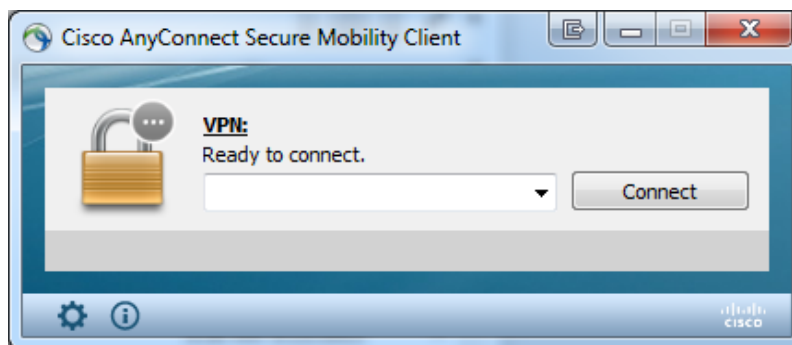 Cisco AnyConnect Secure Mobility Client
VPN:
Ready to connect.
Connect
CISCO